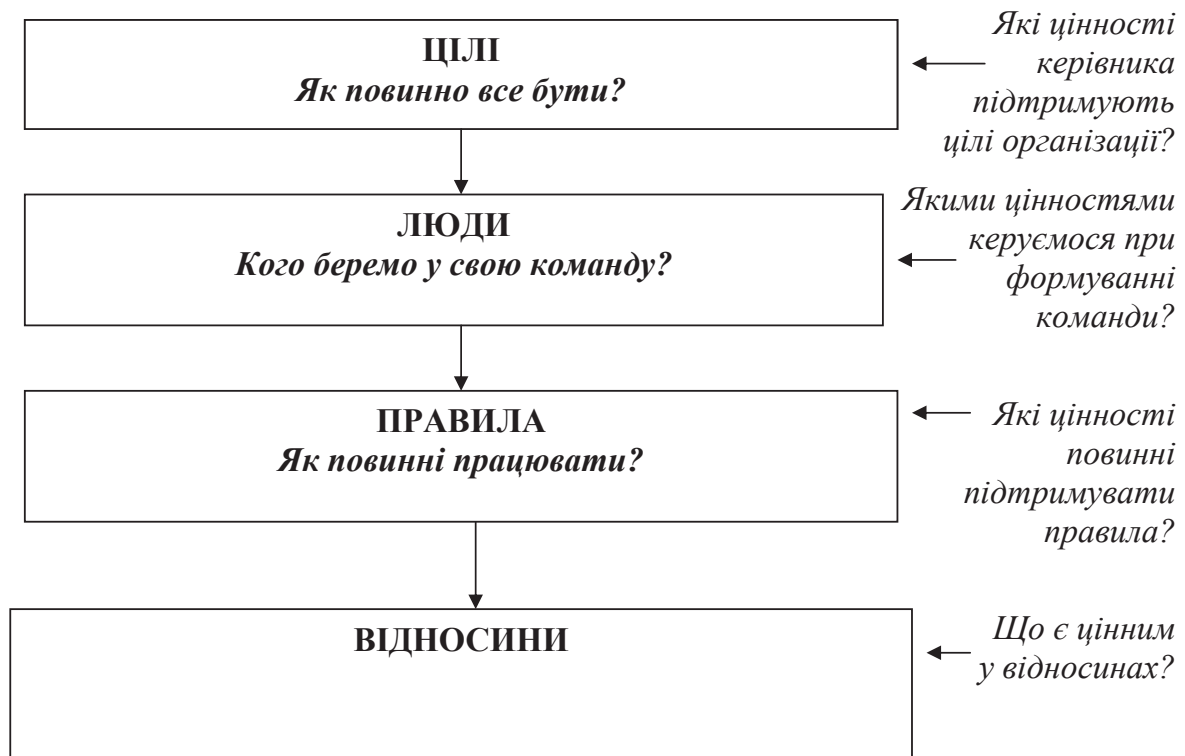 ЦІЛІ
Як повинно все бути?
Які цінності
керівника
підтримують
цілі організації?
ЛЮДИ
Кого беремо у свою команду?
Якими цінностями
керуємося при
формуванні
команди?
ПРАВИЛА
Як повинні працювати?
Які цінності
повинні
підтримувати
правила?
ВІДНОСИНИ
Що є цінним
у відносинах?